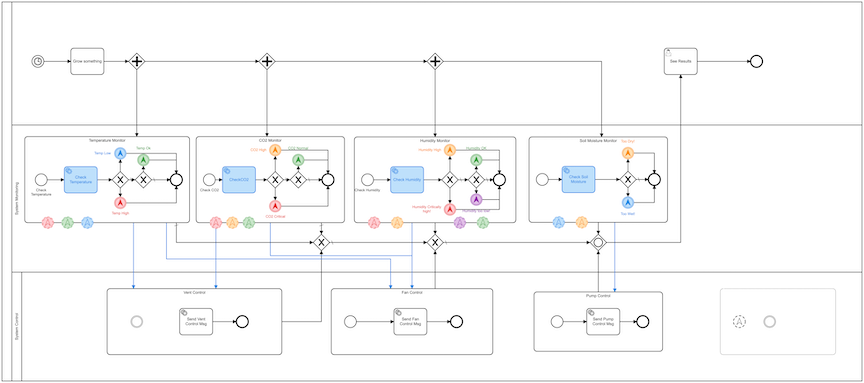 Grow something
See Results
System Monitoring
Temperature Monitor
Temp Low
Temp Ok
Check
Temperature
Check
Temperature
Temp High
CO2 Monitor
CO2 High
CO2 Normal
Check CO2
Check CO2
CO2 Critical
Humidity Monitor
Humidity High
Humidity OK
Check Humidity
Check Humidity
Humidity Critically
High
Soil Moisture Monitor
Too Dry
Check Soil
Moisture
Too Wet
System Control
Vent Control
Send Vent
Control Msg
Fan Control
Send Fan
Control Msg
Pump Control
Send Pump
Control Msg